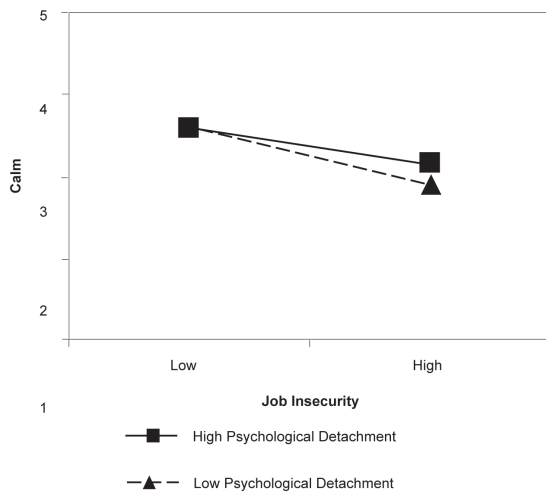 5
4
Calm
3
2
Low High
Job Insecurity
1
High Psychological Detachment
Low Psychological Detachment